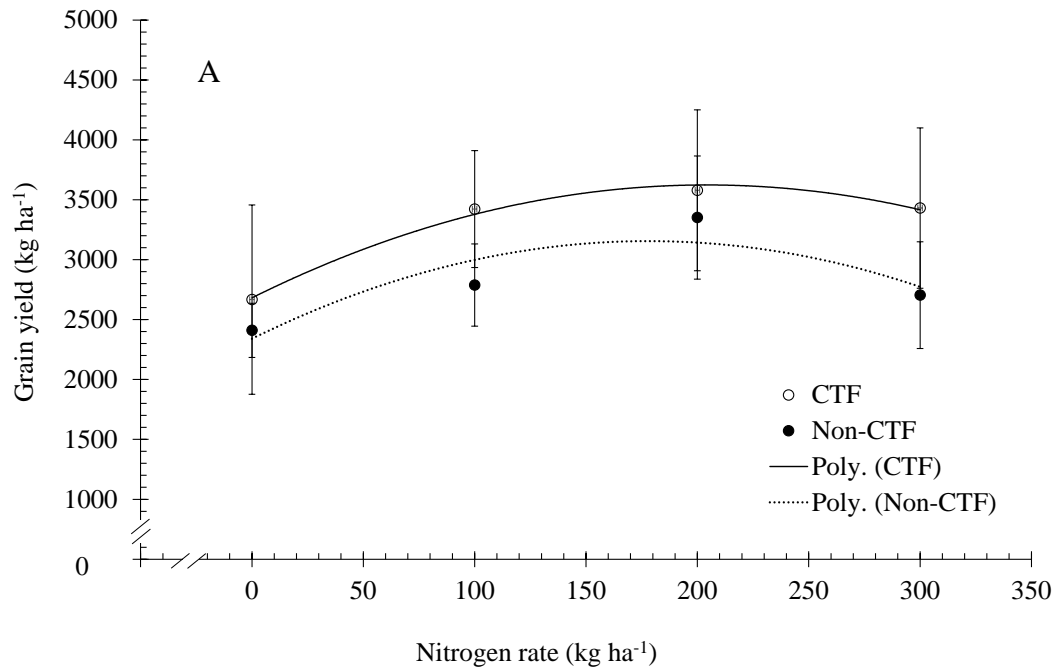 A
Grain yield (kg ha⁻¹)
5000
4500
4000
3500
3000
2500
2000
1500
1000
0
CTF
Non-CTF
Poly. (CTF)
Poly. (Non-CTF)
0 50 100 150 200 250 300 350
Nitrogen rate (kg ha⁻¹)